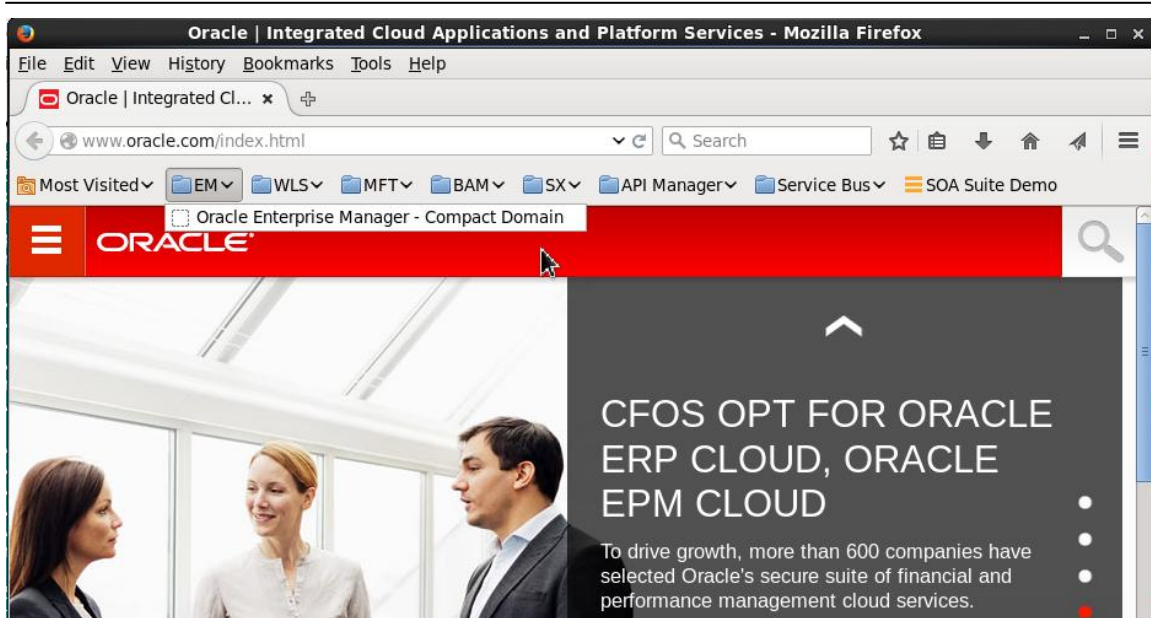 Oracle | Integrated Cloud Applications and Platform Services - Mozilla Firefox
File Edit View History Bookmarks Tools Help
Oracle | Integrated Cl...
www.oracle.com/index.html Search
Most Visited EM WLS MFT BAM SX API Manager Service Bus SOA Suite Demo
Oracle Enterprise Manager - Compact Domain
ORACLE
CFOS OPT FOR ORACLE
ERP CLOUD, ORACLE
EPM CLOUD
To drive growth, more than 600 companies have
selected Oracle's secure suite of financial and
performance management cloud services.